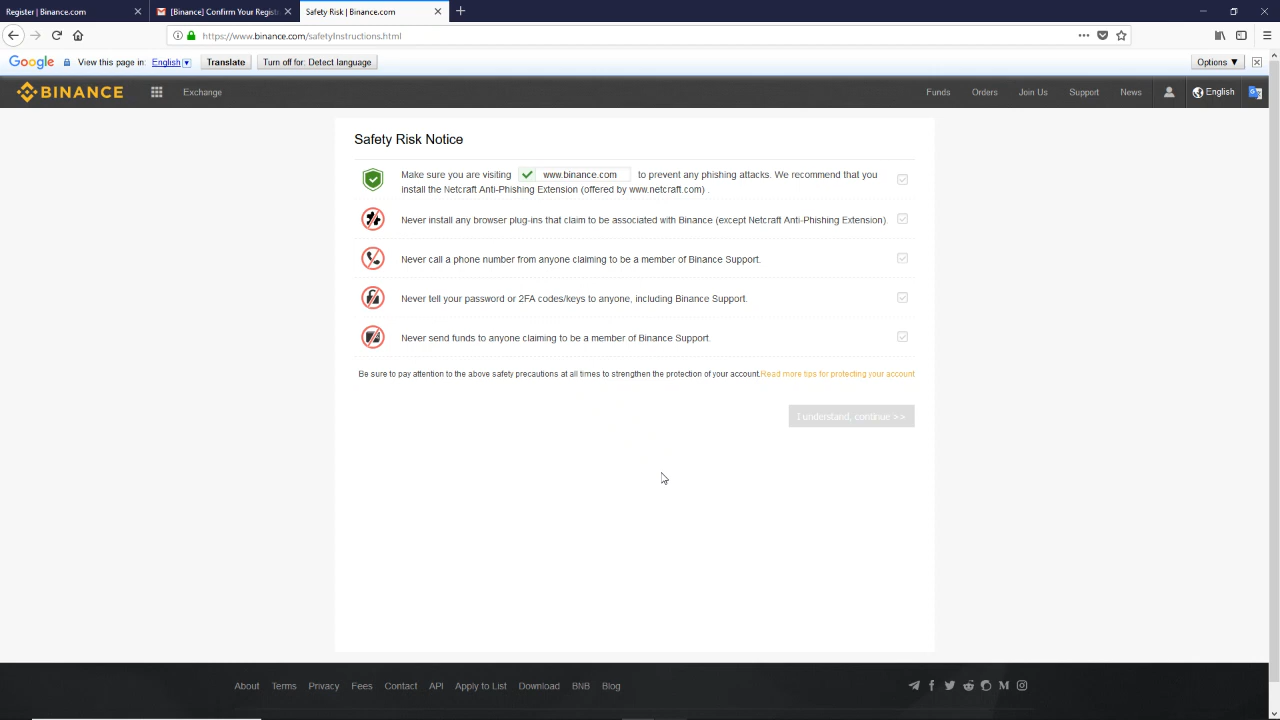 Register | Binance.com
[Binance] Confirm Your Registr
Safety Risk | Binance.com
https://www.binance.com/safetyInstructions.html
Google View this page in: English Translate Turn off for: Detect language Options ▼
BINANCE Exchange Funds Orders Join Us Support News English
Safety Risk Notice
Make sure you are visiting www.binance.com to prevent any phishing attacks. We recommend that you
install the Netcraft Anti-Phishing Extension (offered by www.netcraft.com) .
Never install any browser plug-ins that claim to be associated with Binance (except Netcraft Anti-Phishing Extension).
Never call a phone number from anyone claiming to be a member of Binance Support.
Never tell your password or 2FA codes/keys to anyone, including Binance Support.
Never send funds to anyone claiming to be a member of Binance Support.
Be sure to pay attention to the above safety precautions at all times to strengthen the protection of your account.Read more tips for protecting your account
I understand, continue >>
About Terms Privacy Fees Contact API Apply to List Download BNB Blog